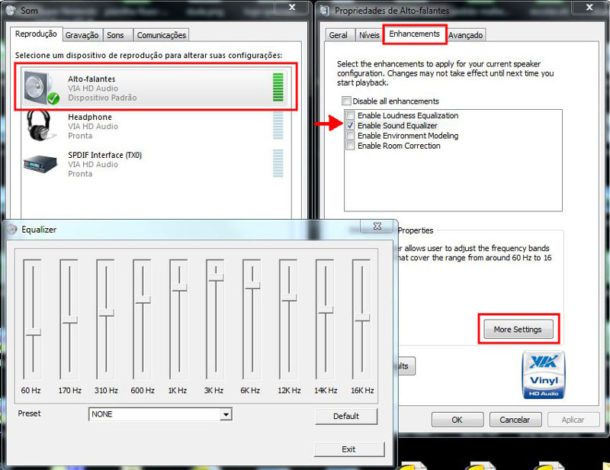 Som
Reprodução
Gravação
Sons
Comunicações
Selecione um dispositivo de reprodução para alterar suas configurações:
Alto-falantes
VIA HD Audio
Dispositivo Padrão
Headphone
VIA HD Audio
Pronta
SPDIF Interface (TX0)
VIA HD Audio
Pronta
Propriedades de Alto-falantes
Geral
Níveis
Enhancements
Avançado
Select the enhancements to apply for your current speaker
configuration. Changes may not take effect until next time you
start playback.
Disable all enhancements
Enable Loudness Equalization
Enable Sound Equalizer
Enable Environment Modeling
Enable Room Correction
Properties
allows user to adjust the frequency bands
that cover the range from around 60 Hz to 16
More Settings
VIA
Vinyl
HD Audio
OK
Cancelar
Aplicar
Equalizer
60 Hz
170 Hz
310 Hz
600 Hz
1K Hz
3K Hz
6K Hz
12K Hz
14K Hz
16K Hz
Preset
NONE
Default
Exit